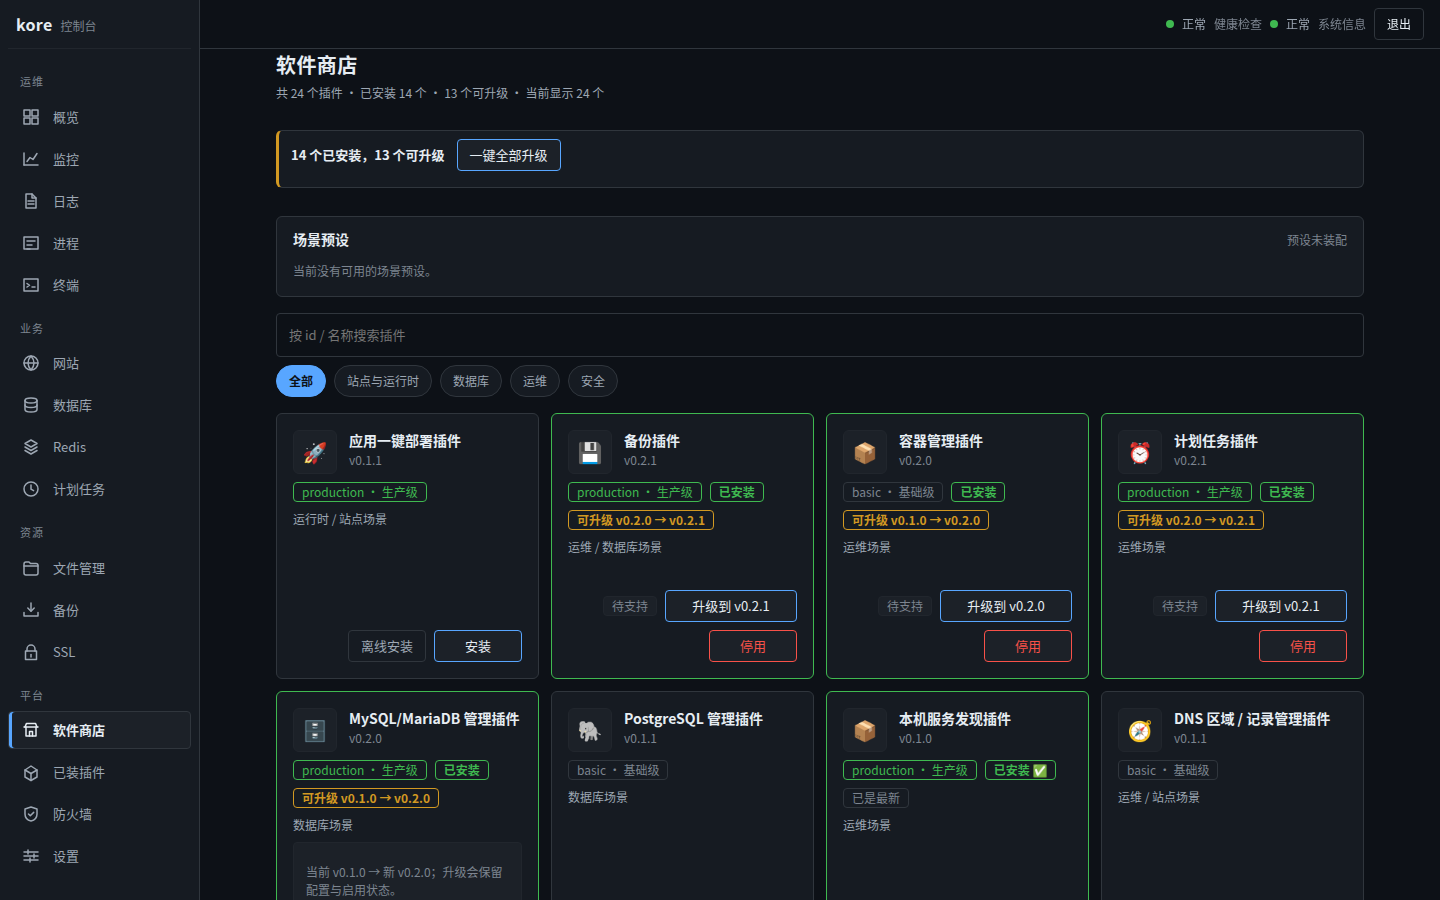 kore 控制台
正常 健康检查 正常 系统信息 退出
运维
概览
监控
日志
进程
终端
业务
网站
数据库
Redis
计划任务
资源
文件管理
备份
SSL
平台
软件商店
已装插件
防火墙
设置
软件商店
共 24 个插件 · 已安装 14 个 · 13 个可升级 · 当前显示 24 个
14 个已安装，13 个可升级 一键全部升级
场景预设 预设未装配
当前没有可用的场景预设。
按 id / 名称搜索插件
全部 站点与运行时 数据库 运维 安全
应用一键部署插件
v0.1.1
production · 生产级
运行时 / 站点场景
离线安装 安装
备份插件
v0.2.1
production · 生产级 已安装
可升级 v0.2.0 → v0.2.1
运维 / 数据库场景
待支持 升级到 v0.2.1
停用
容器管理插件
v0.2.0
basic · 基础级 已安装
可升级 v0.1.0 → v0.2.0
运维场景
待支持 升级到 v0.2.0
停用
计划任务插件
v0.2.1
production · 生产级 已安装
可升级 v0.2.0 → v0.2.1
运维场景
待支持 升级到 v0.2.1
停用
MySQL/MariaDB 管理插件
v0.2.0
production · 生产级 已安装
可升级 v0.1.0 → v0.2.0
数据库场景
当前 v0.1.0 → 新 v0.2.0；升级会保留
配置与启用状态。
PostgreSQL 管理插件
v0.1.1
basic · 基础级
数据库场景
本机服务发现插件
v0.1.0
production · 生产级 已安装 ✅
已是最新
运维场景
DNS 区域 / 记录管理插件
v0.1.1
basic · 基础级
运维 / 站点场景